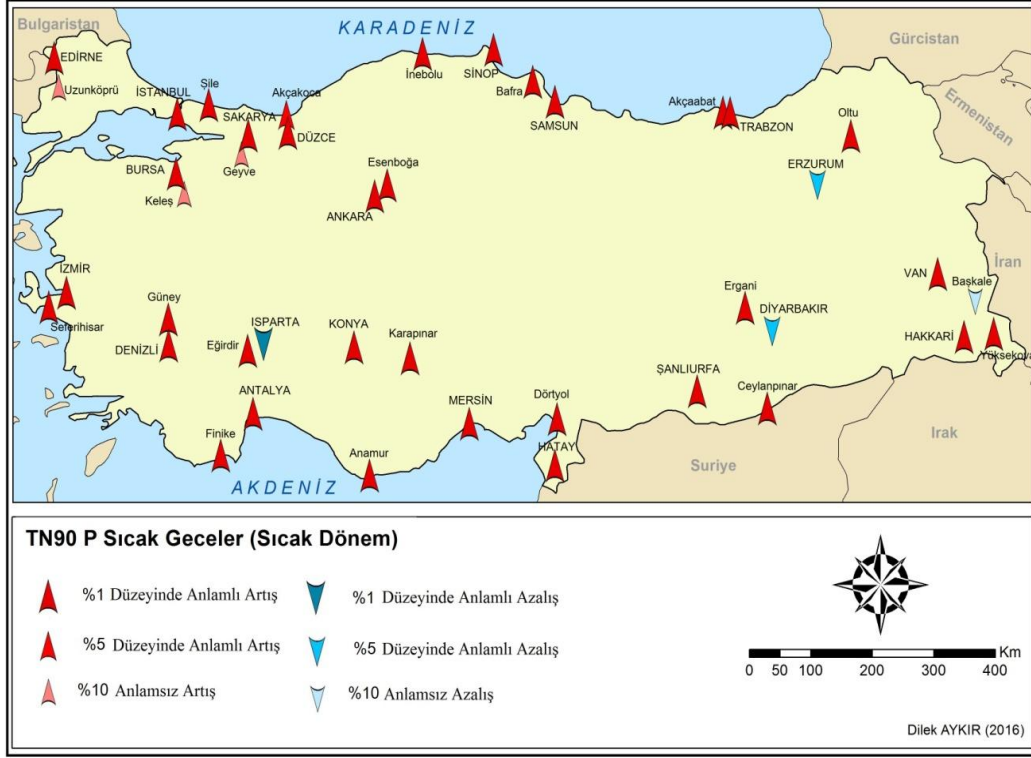 Bulgaristan
KARADENİZ
Gürcistan
EDİRNE
İnebolu
SİNOP
Uzunköprü
İSTANBUL
Şile
Akçakoca
Bafra
Akçaabat
Oltu
Ermenistan
SAKARYA
DÜZCE
SAMSUN
TRABZON
BURSA
Geyve
Esenboğa
ERZURUM
Keleş
ANKARA
İZMİR
VAN
Başkale
İran
Güney
Ergani
Seferihisar
ISPARTA
KONYA
Karapınar
DİYARBAKIR
DENİZLİ
Eğirdir
HAKKARİ
Yüksekova
ANTALYA
MERSİN
Dörtyol
ŞANLIURFA
Ceylanpınar
Finike
Anamur
HATAY
Irak
Suriye
AKDENİZ
TN90 P Sıcak Geceler (Sıcak Dönem)
%1 Düzeyinde Anlamlı Artış
%1 Düzeyinde Anlamlı Azalış
%5 Düzeyinde Anlamlı Artış
%5 Düzeyinde Anlamlı Azalış
%10 Anlamsız Artış
%10 Anlamsız Azalış
Km
0 50 100 200 300 400
Dilek AYKIR (2016)